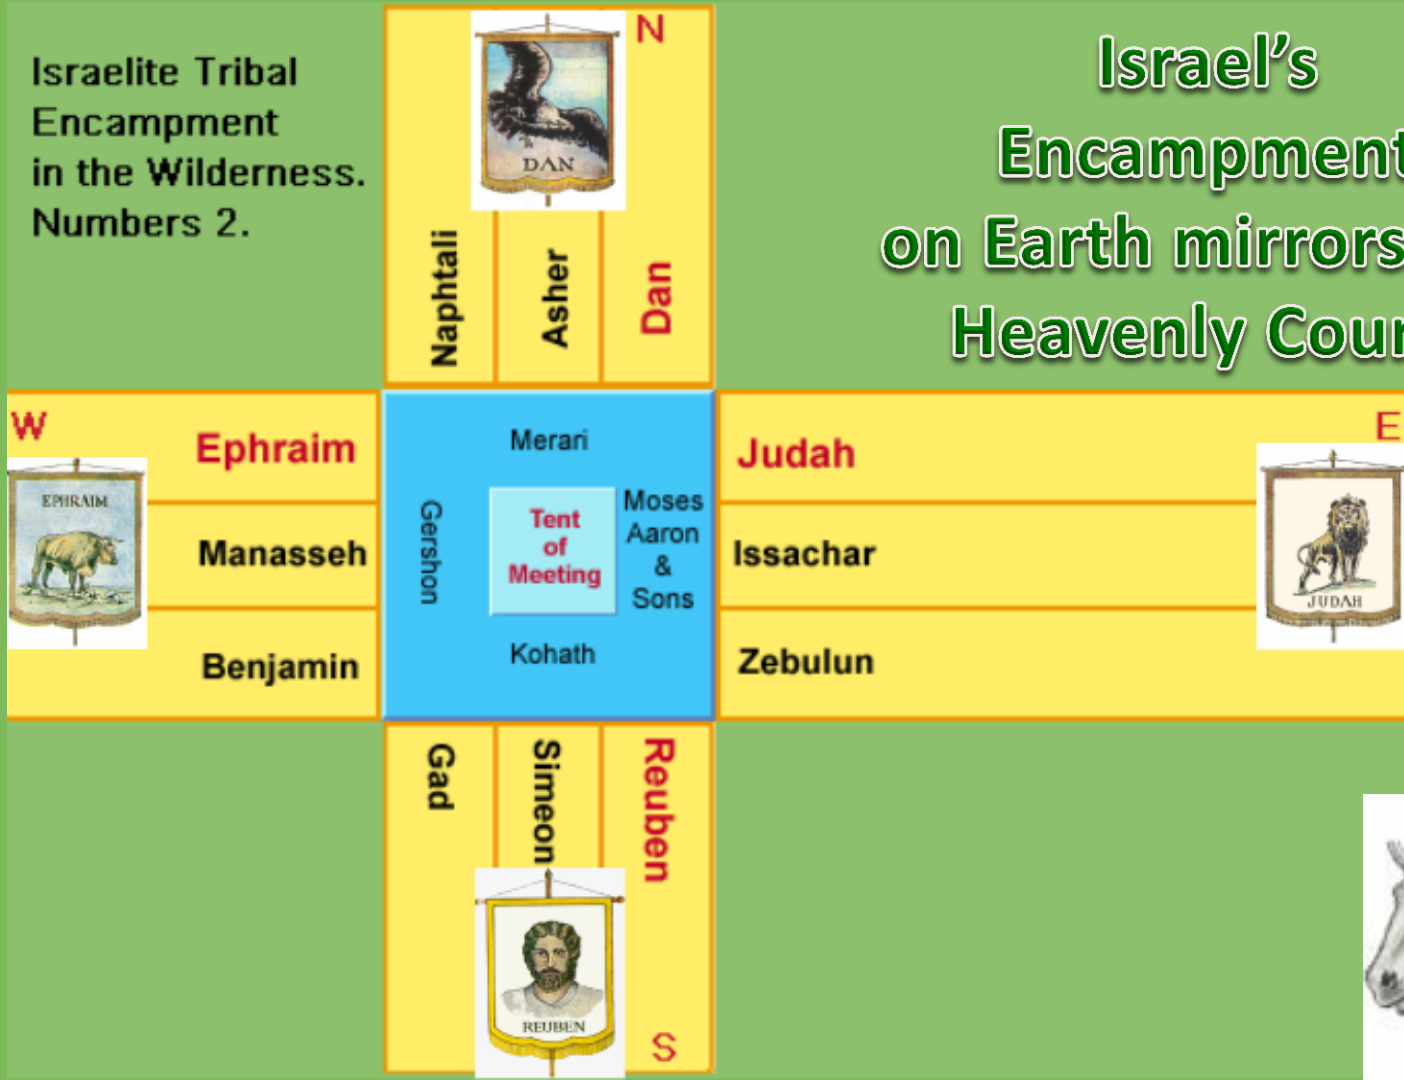 Israelite Tribal
Encampment
in the Wilderness.
Numbers 2.
Israel’s
Encampment
on Earth mirrors
Heavenly Cour
N
DAN
Naphtali
Asher
Dan
W
EPHRAIM
Ephraim
Manasseh
Benjamin
Merari
Gershon
Tent
of
Meeting
Moses
Aaron
&
Sons
Kohath
Judah
Issachar
Zebulun
E
JUDAH
Gad
Simeon
Reuben
REUBEN
S